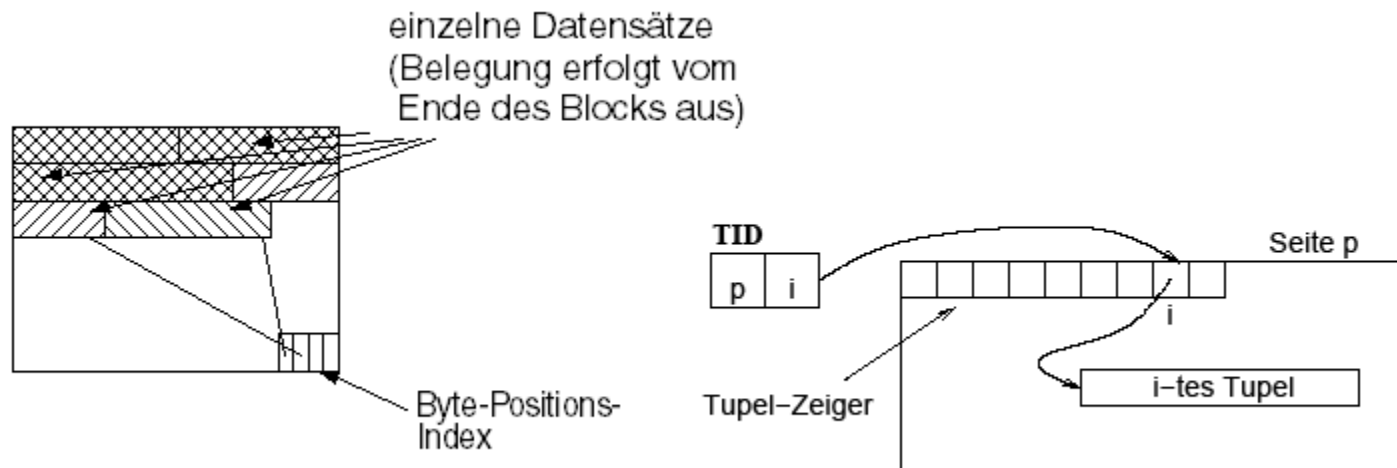 einzelne Datensätze
(Belegung erfolgt vom
Ende des Blocks aus)
Byte-Positions-
Index
TID
p i
Seite p
i
Tupel-Zeiger
i-tes Tupel